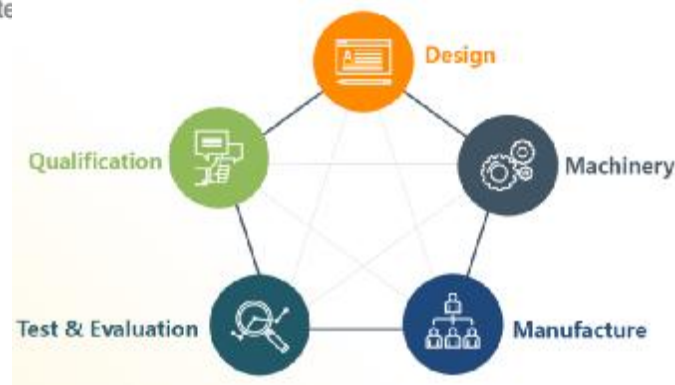 Design
Qualification
Machinery
Test & Evaluation
Manufacture
A